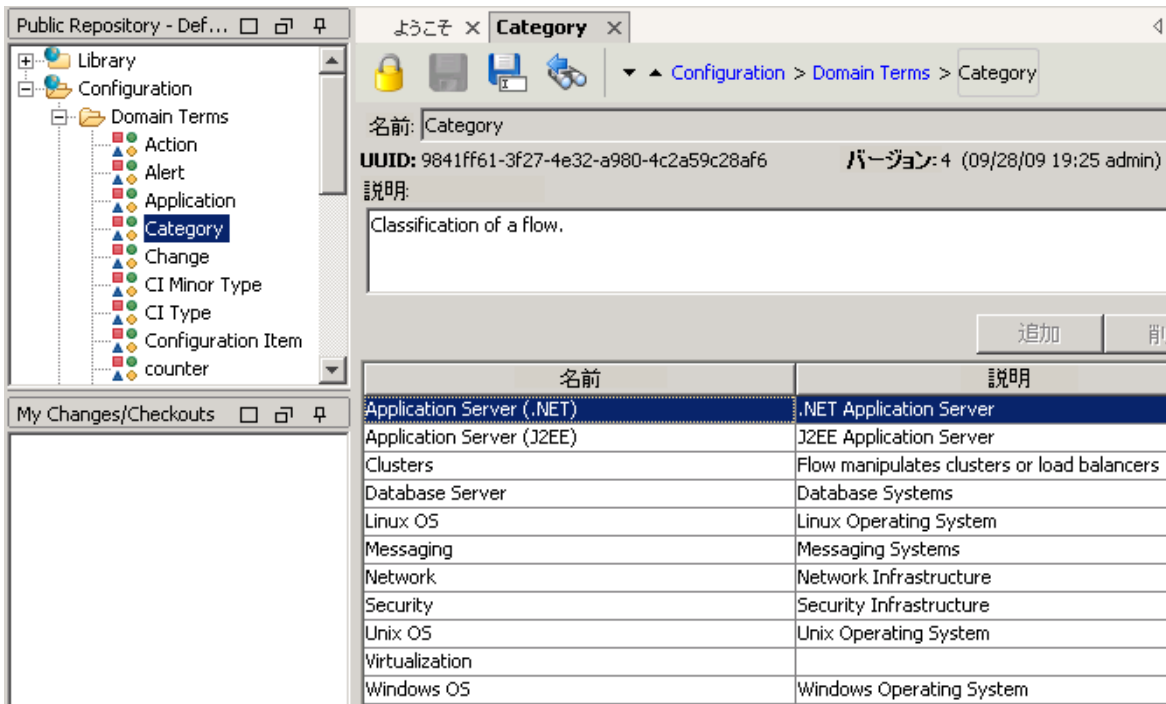 Public Repository - Def...
Library
Configuration
Domain Terms
Action
Alert
Application
Category
Change
CI Minor Type
CI Type
Configuration Item
counter
My Changes/Checkouts
ようこそ Category
Configuration > Domain Terms > Category
名前: Category
UUID: 9841ff61-3f27-4e32-a980-4c2a59c28af6 バージョン: 4 (09/28/09 19:25 admin)
説明:
Classification of a flow.
追加
名前 説明
Application Server (.NET) .NET Application Server
Application Server (J2EE) J2EE Application Server
Clusters Flow manipulates clusters or load balancers
Database Server Database Systems
Linux OS Linux Operating System
Messaging Messaging Systems
Network Network Infrastructure
Security Security Infrastructure
Unix OS Unix Operating System
Virtualization
Windows OS Windows Operating System